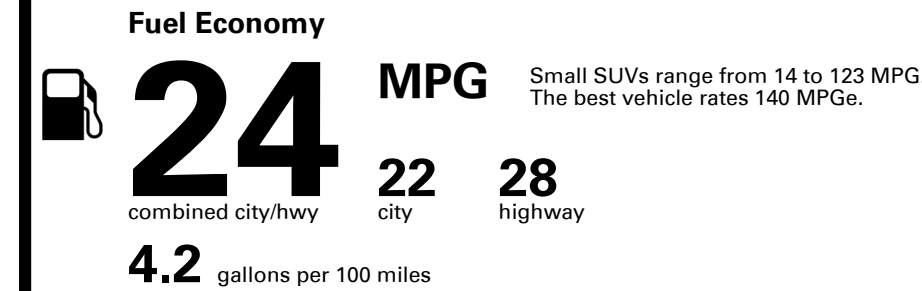 Fuel Economy
24 MPG
Small SUVs range from 14 to 123 MPG
The best vehicle rates 140 MPGe.
22 28
combined city/hwy city highway
4.2 gallons per 100 miles